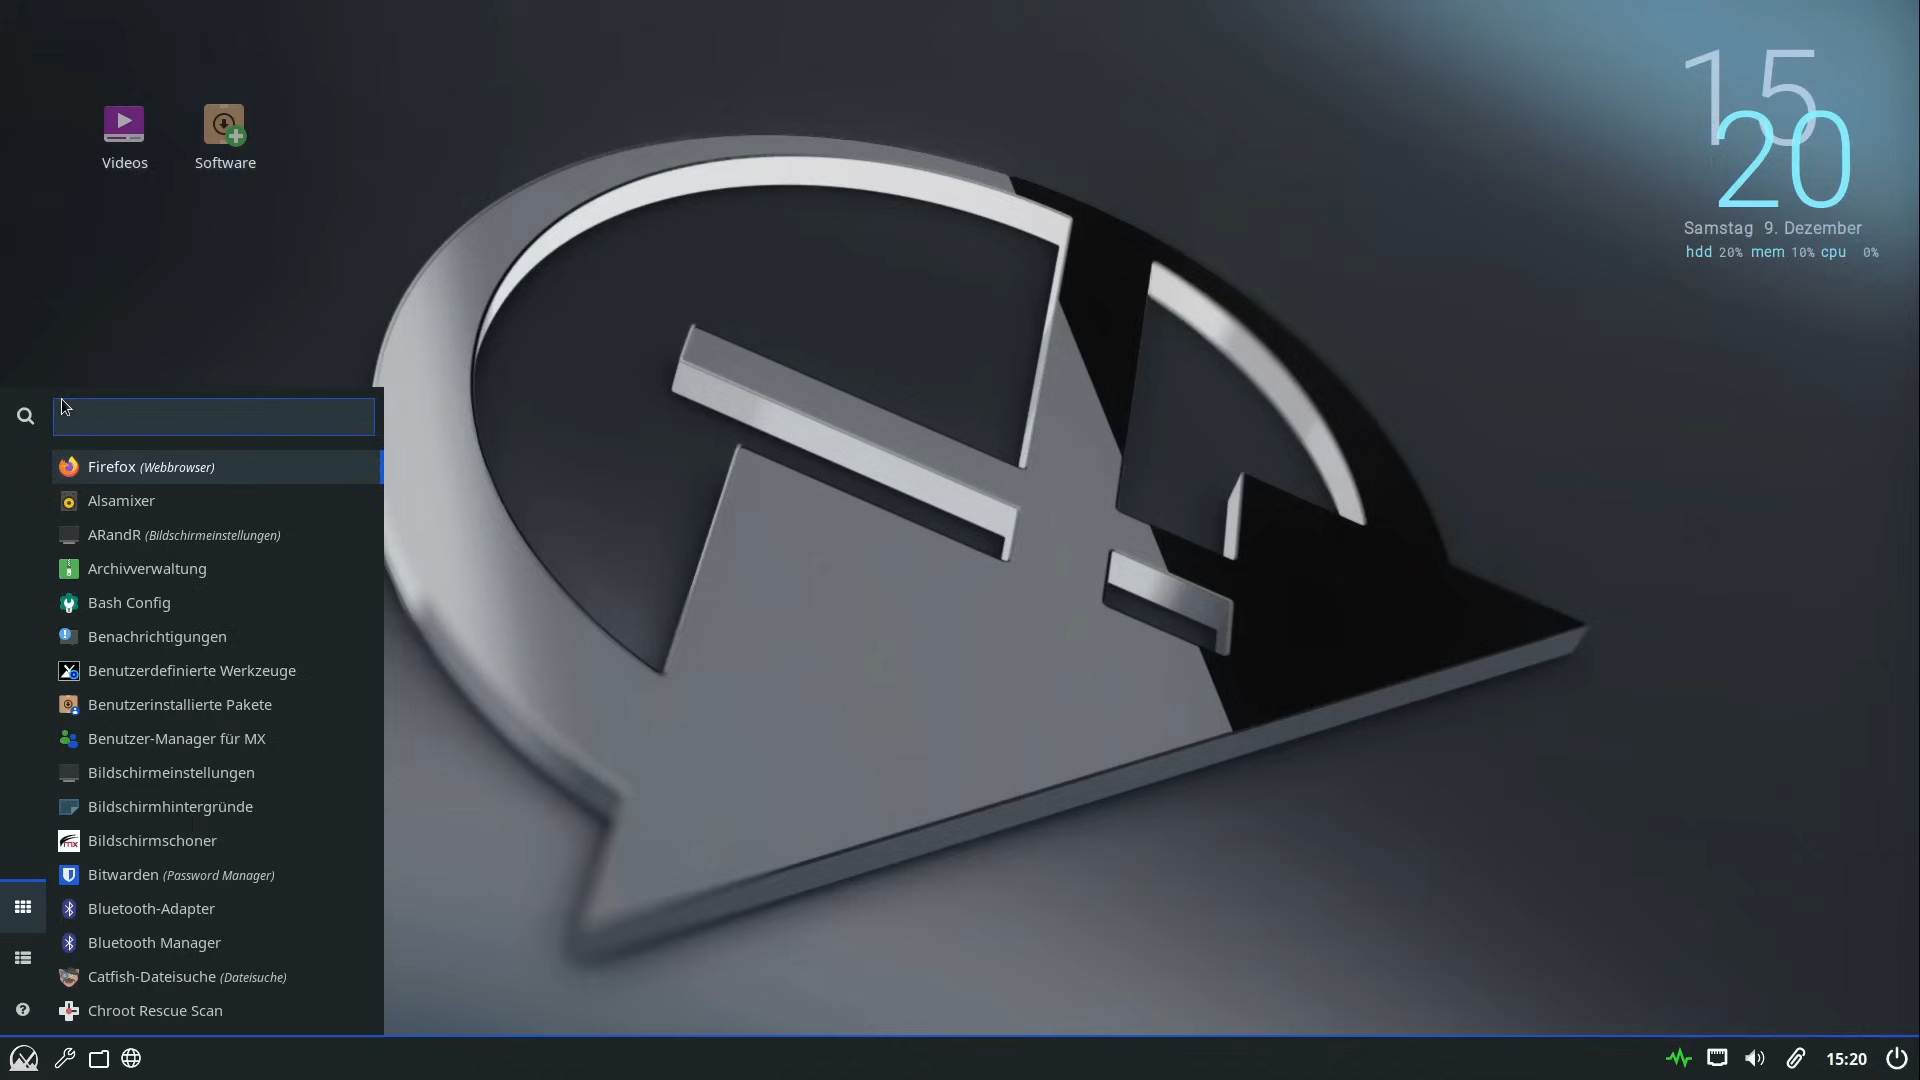 15
20
Samstag 9. Dezember
hdd 20% mem 10% cpu 0%
Videos
Software
Firefox (Webbrowser)
Alsamixer
ARandR (Bildschirmeinstellungen)
Archivverwaltung
Bash Config
Benachrichtigungen
Benutzerdefinierte Werkzeuge
Benutzerinstallierte Pakete
Benutzer-Manager für MX
Bildschirmeinstellungen
Bildschirmhintergründe
Bildschirmschoner
Bitwarden (Password Manager)
Bluetooth-Adapter
Bluetooth Manager
Catfish-Dateisuche (Dateisuche)
Chroot Rescue Scan
15:20